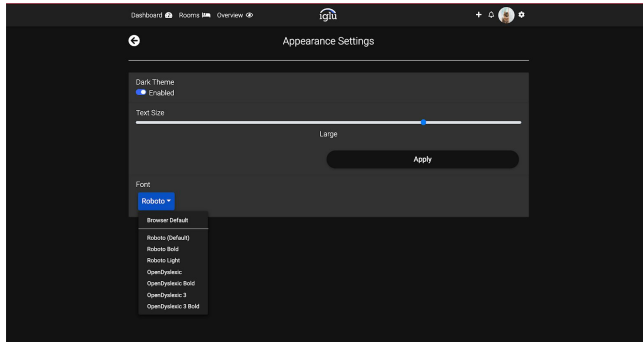 Dashboard Rooms Overview iglu
Appearance Settings
Dark Theme
Enabled
Text Size
Large
Apply
Font
Roboto
Browser Default
Roboto (Default)
Roboto Bold
Roboto Light
OpenDyslexic
OpenDyslexic Bold
OpenDyslexic 3
OpenDyslexic 3 Bold